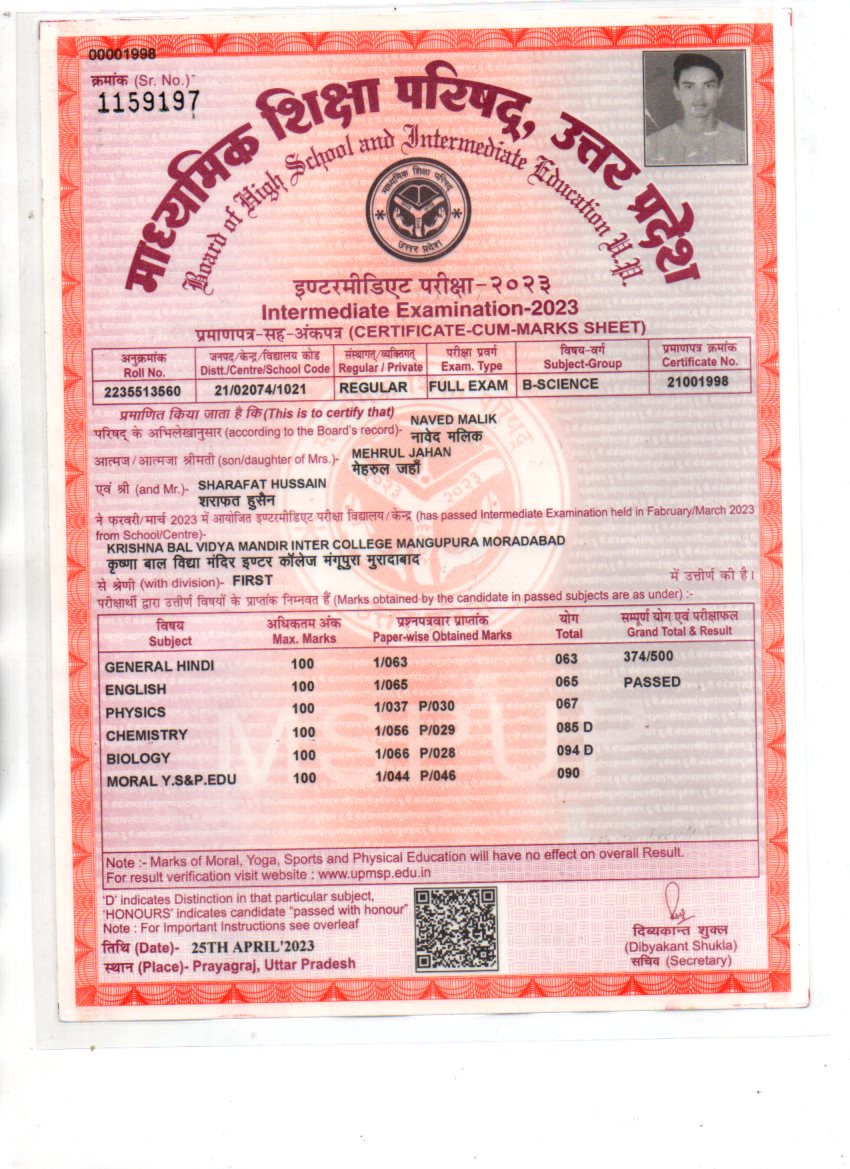 00001998
क्रमांक (Sr. No.)
1159197
माध्यमिक शिक्षा परिषद्, उत्तर प्रदेश
Board of High School and Intermediate Education U.P.
माध्यमिक शिक्षा परिषद
उत्तर प्रदेश
इण्टरमीडिएट परीक्षा-२०२३
Intermediate Examination-2023
प्रमाणपत्र-सह-अंकपत्र (CERTIFICATE-CUM-MARKS SHEET)
अनुक्रमांक जनपद/केन्द्र/विद्यालय कोड संस्थागत/व्यक्तिगत परीक्षा प्रवर्ग विषय-वर्ग प्रमाणपत्र क्रमांक
Roll No. Distt./Centre/School Code Regular / Private Exam. Type Subject-Group Certificate No.
2235513560 21/02074/1021 REGULAR FULL EXAM B-SCIENCE 21001998
प्रमाणित किया जाता है कि (This is to certify that)
NAVED MALIK
परिषद् के अभिलेखानुसार (according to the Board's record)- नावेद मलिक
MEHRUL JAHAN
आत्मज/आत्मजा श्रीमती (son/daughter of Mrs.)- मेहरुल जहाँ
एवं श्री (and Mr.)- SHARAFAT HUSSAIN
शराफत हुसैन
ने फरवरी/मार्च 2023 में आयोजित इण्टरमीडिएट परीक्षा विद्यालय/केन्द्र (has passed Intermediate Examination held in Fabruary/March 2023
from School/Centre)-
KRISHNA BAL VIDYA MANDIR INTER COLLEGE MANGUPURA MORADABAD
कृष्णा बाल विद्या मंदिर इण्टर कॉलेज मंगूपुरा मुरादाबाद
से श्रेणी (with division)- FIRST में उत्तीर्ण की है।
परीक्षार्थी द्वारा उत्तीर्ण विषयों के प्राप्तांक निम्नवत हैं (Marks obtained by the candidate in passed subjects are as under) :-
विषय अधिकतम अंक प्रश्नपत्रवार प्राप्तांक योग सम्पूर्ण योग एवं परीक्षाफल
Subject Max. Marks Paper-wise Obtained Marks Total Grand Total & Result
GENERAL HINDI 100 1/063 063 374/500
ENGLISH 100 1/065 065 PASSED
PHYSICS 100 1/037 P/030 067
CHEMISTRY 100 1/056 P/029 085 D
BIOLOGY 100 1/066 P/028 094 D
MORAL Y.S&P.EDU 100 1/044 P/046 090
MSPUP
Note :- Marks of Moral, Yoga, Sports and Physical Education will have no effect on overall Result.
For result verification visit website : www.upmsp.edu.in
'D' indicates Distinction in that particular subject,
'HONOURS' indicates candidate "passed with honour"
Note : For Important Instructions see overleaf
तिथि (Date)- 25TH APRIL'2023
स्थान (Place)- Prayagraj, Uttar Pradesh
दिब्यकान्त शुक्ल
(Dibyakant Shukla)
सचिव (Secretary)